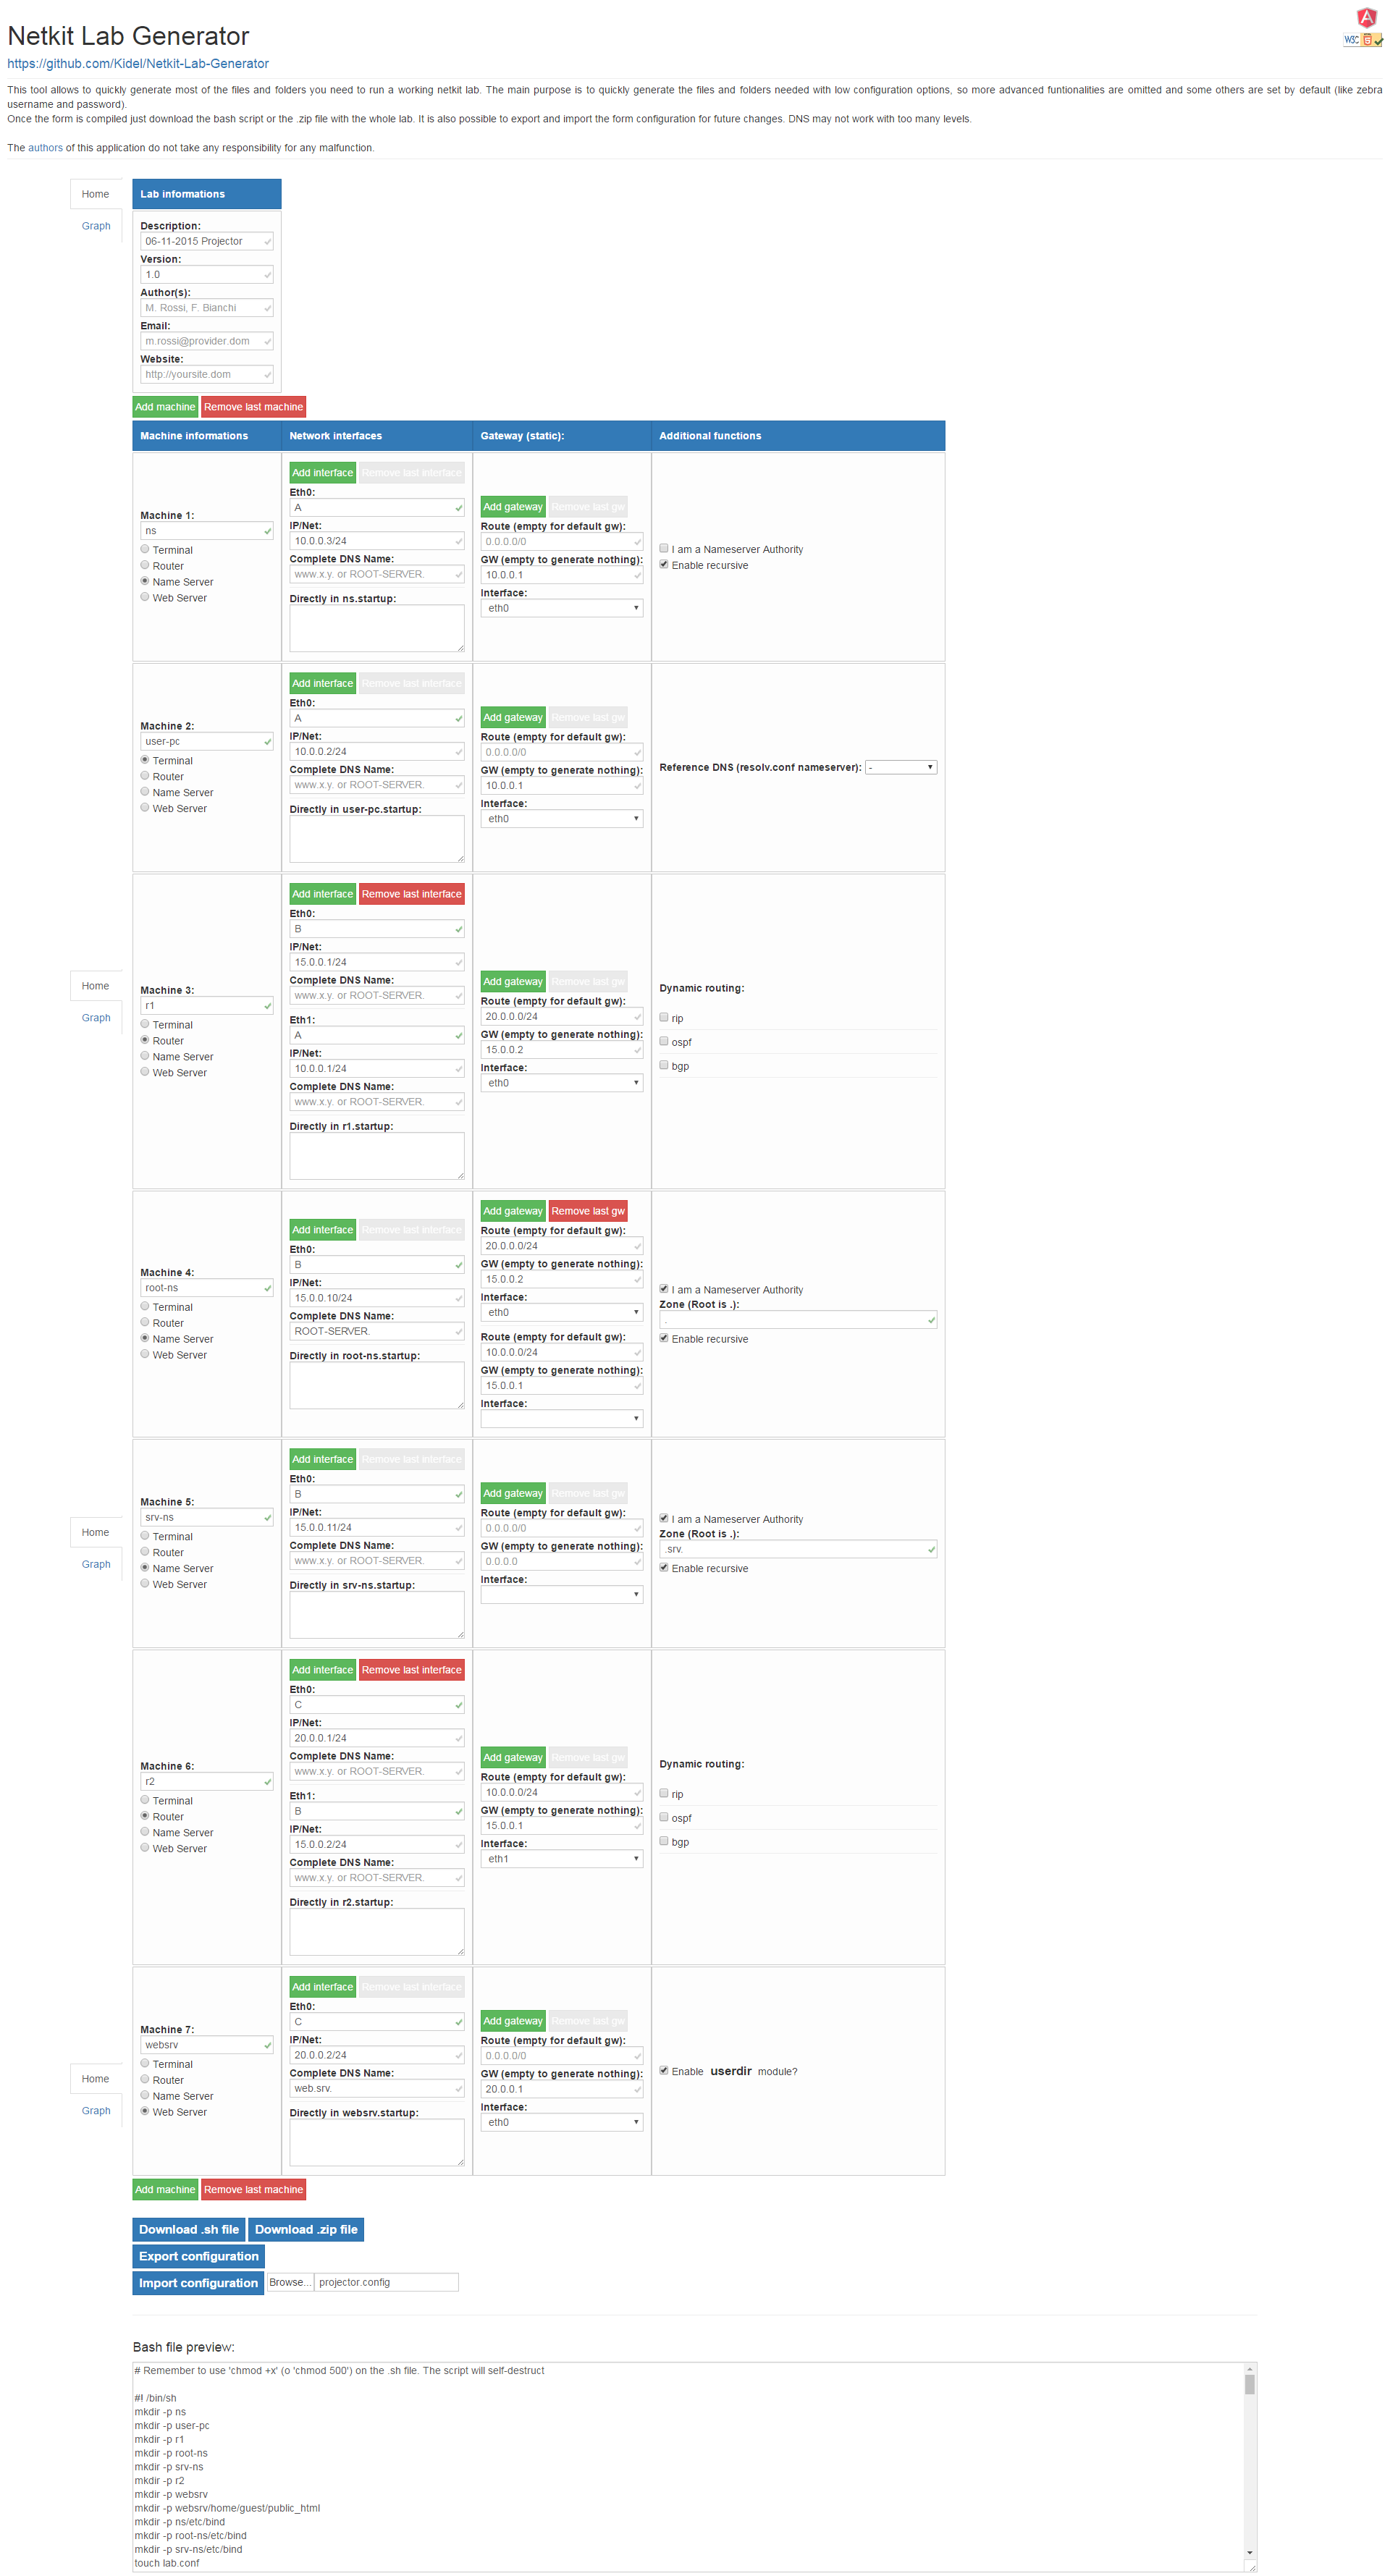 Netkit Lab Generator
W3C
https://github.com/Kidel/Netkit-Lab-Generator
This tool allows to quickly generate most of the files and folders you need to run a working netkit lab. The main purpose is to quickly generate the files and folders needed with low configuration options, so more advanced funtionalities are omitted and some others are set by default (like zebra
username and password).
Once the form is compiled just download the bash script or the .zip file with the whole lab. It is also possible to export and import the form configuration for future changes. DNS may not work with too many levels.
The authors of this application do not take any responsibility for any malfunction.
Home
Graph
Lab informations
Description:
06-11-2015 Projector
Version:
1.0
Author(s):
M. Rossi, F. Bianchi
Email:
m.rossi@provider.dom
Website:
http://yoursite.dom
Add machine Remove last machine
Machine informations Network interfaces Gateway (static): Additional functions
Machine 1:
ns
Terminal
Router
Name Server
Web Server
Add interface Remove last interface
Eth0:
A
IP/Net:
10.0.0.3/24
Complete DNS Name:
www.x.y. or ROOT-SERVER.
Directly in ns.startup:
Add gateway Remove last gw
Route (empty for default gw):
0.0.0.0/0
GW (empty to generate nothing):
10.0.0.1
Interface:
eth0
I am a Nameserver Authority
Enable recursive
Machine 2:
user-pc
Terminal
Router
Name Server
Web Server
Add interface Remove last interface
Eth0:
A
IP/Net:
10.0.0.2/24
Complete DNS Name:
www.x.y. or ROOT-SERVER.
Directly in user-pc.startup:
Add gateway Remove last gw
Route (empty for default gw):
0.0.0.0/0
GW (empty to generate nothing):
10.0.0.1
Interface:
eth0
Reference DNS (resolv.conf nameserver): -
Home
Graph
Machine 3:
r1
Terminal
Router
Name Server
Web Server
Add interface Remove last interface
Eth0:
B
IP/Net:
15.0.0.1/24
Complete DNS Name:
www.x.y. or ROOT-SERVER.
Eth1:
A
IP/Net:
10.0.0.1/24
Complete DNS Name:
www.x.y. or ROOT-SERVER.
Directly in r1.startup:
Add gateway Remove last gw
Route (empty for default gw):
20.0.0.0/24
GW (empty to generate nothing):
15.0.0.2
Interface:
eth0
Dynamic routing:
rip
ospf
bgp
Machine 4:
root-ns
Terminal
Router
Name Server
Web Server
Add interface Remove last interface
Eth0:
B
IP/Net:
15.0.0.10/24
Complete DNS Name:
ROOT-SERVER.
Directly in root-ns.startup:
Add gateway Remove last gw
Route (empty for default gw):
20.0.0.0/24
GW (empty to generate nothing):
15.0.0.2
Interface:
eth0
Route (empty for default gw):
10.0.0.0/24
GW (empty to generate nothing):
15.0.0.1
Interface:
I am a Nameserver Authority
Zone (Root is .):
.
Enable recursive
Home
Graph
Machine 5:
srv-ns
Terminal
Router
Name Server
Web Server
Add interface Remove last interface
Eth0:
B
IP/Net:
15.0.0.11/24
Complete DNS Name:
www.x.y. or ROOT-SERVER.
Directly in srv-ns.startup:
Add gateway Remove last gw
Route (empty for default gw):
0.0.0.0/0
GW (empty to generate nothing):
0.0.0.0
Interface:
I am a Nameserver Authority
Zone (Root is .):
.srv.
Enable recursive
Machine 6:
r2
Terminal
Router
Name Server
Web Server
Add interface Remove last interface
Eth0:
C
IP/Net:
20.0.0.1/24
Complete DNS Name:
www.x.y. or ROOT-SERVER.
Eth1:
B
IP/Net:
15.0.0.2/24
Complete DNS Name:
www.x.y. or ROOT-SERVER.
Directly in r2.startup:
Add gateway Remove last gw
Route (empty for default gw):
10.0.0.0/24
GW (empty to generate nothing):
15.0.0.1
Interface:
eth1
Dynamic routing:
rip
ospf
bgp
Home
Graph
Machine 7:
websrv
Terminal
Router
Name Server
Web Server
Add interface Remove last interface
Eth0:
C
IP/Net:
20.0.0.2/24
Complete DNS Name:
web.srv.
Directly in websrv.startup:
Add gateway Remove last gw
Route (empty for default gw):
0.0.0.0/0
GW (empty to generate nothing):
20.0.0.1
Interface:
eth0
Enable userdir module?
Add machine Remove last machine
Download .sh file Download .zip file
Export configuration
Import configuration Browse... projector.config
Bash file preview:
# Remember to use 'chmod +x' (o 'chmod 500') on the .sh file. The script will self-destruct
#! /bin/sh
mkdir -p ns
mkdir -p user-pc
mkdir -p r1
mkdir -p root-ns
mkdir -p srv-ns
mkdir -p r2
mkdir -p websrv
mkdir -p websrv/home/guest/public_html
mkdir -p ns/etc/bind
mkdir -p root-ns/etc/bind
mkdir -p srv-ns/etc/bind
touch lab.conf